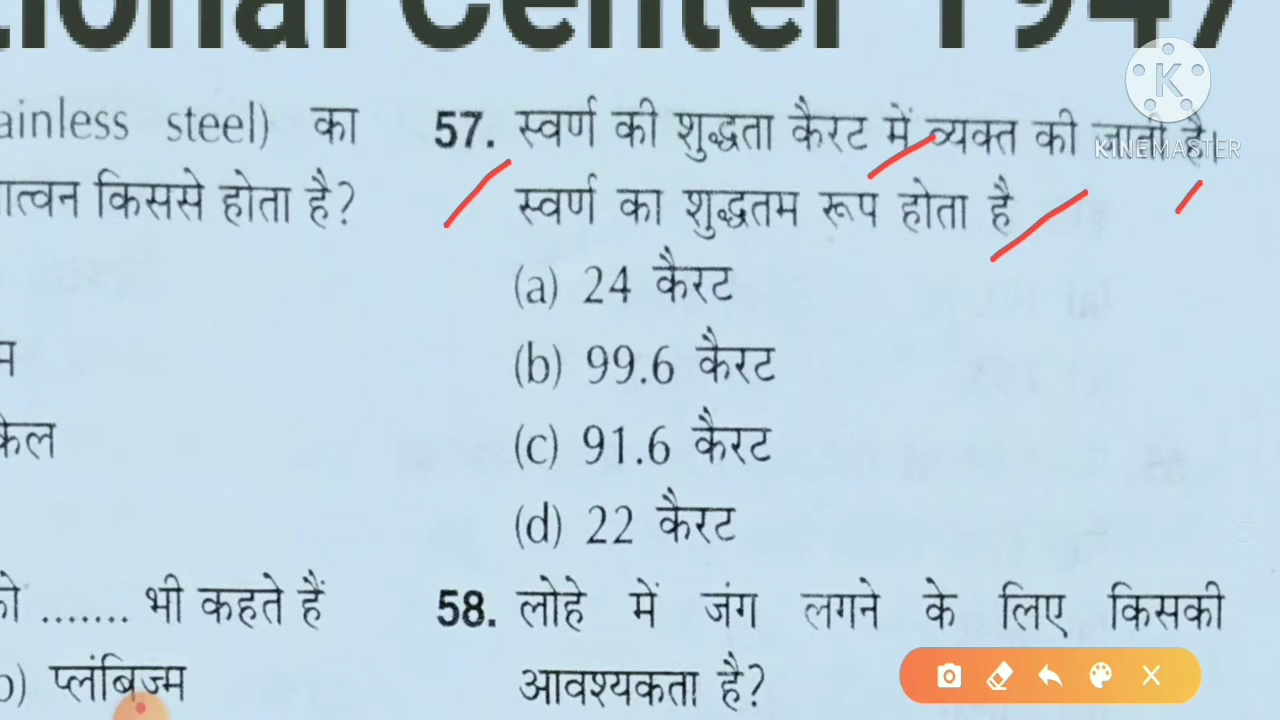 Center 1947
ainless steel) का
त्वन किससे होता है?
म
भी कहते हैं
b) प्लंबिज्म
57. स्वर्ण की शुद्धता कैरट में व्यक्त की जाती है।
स्वर्ण का शुद्धतम रूप होता है
(a) 24 कैरट
(b) 99.6 कैरट
(c) 91.6 कैरट
(d) 22 कैरट
58. लोहे में जंग लगने के लिए किसकी
आवश्यकता है?
K
KINEMASTER